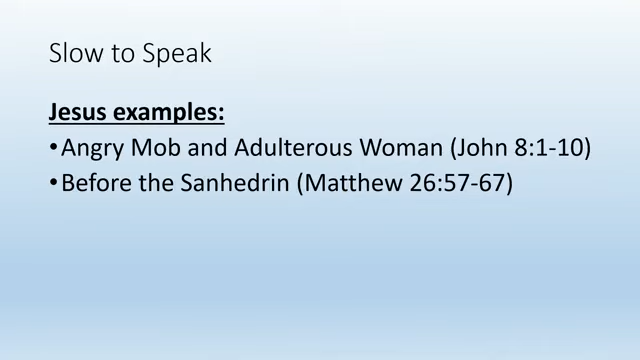 Slow to Speak
Jesus examples:
•Angry Mob and Adulterous Woman (John 8:1-10)
•Before the Sanhedrin (Matthew 26:57-67)